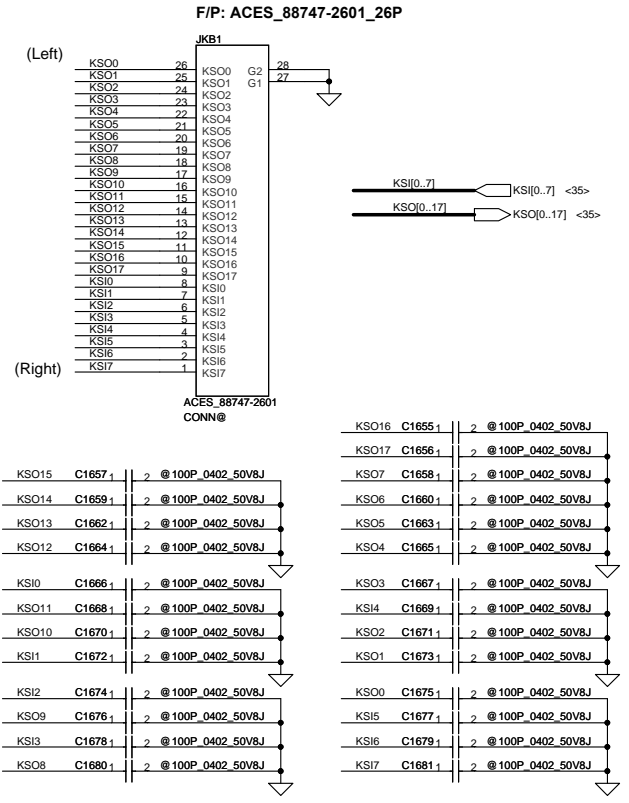 F/P: ACES_88747-2601_26P
JKB1
(Left)
KSO0 26 KSO0 G2 28
KSO1 25 KSO1 G1 27
KSO2 24 KSO2
KSO3 23 KSO3
KSO4 22 KSO4
KSO5 21 KSO5
KSO6 20 KSO6
KSO7 19 KSO7
KSO8 18 KSO8
KSO9 17 KSO9
KSO10 16 KSO10
KSO11 15 KSO11
KSO12 14 KSO12
KSO13 13 KSO13
KSO14 12 KSO14
KSO15 11 KSO15
KSO16 10 KSO16
KSO17 9 KSO17
KSI0 8 KSI0
KSI1 7 KSI1
KSI2 6 KSI2
KSI3 5 KSI3
KSI4 4 KSI4
KSI5 3 KSI5
KSI6 2 KSI6
KSI7 1 KSI7
(Right)
ACES_88747-2601
CONN@
KSI[0..7] KSI[0..7] <35>
KSO[0..17] KSO[0..17] <35>
KSO15 C1657 1 2 @100P_0402_50V8J
KSO14 C1659 1 2 @100P_0402_50V8J
KSO13 C1662 1 2 @100P_0402_50V8J
KSO12 C1664 1 2 @100P_0402_50V8J
KSI0 C1666 1 2 @100P_0402_50V8J
KSO11 C1668 1 2 @100P_0402_50V8J
KSO10 C1670 1 2 @100P_0402_50V8J
KSI1 C1672 1 2 @100P_0402_50V8J
KSI2 C1674 1 2 @100P_0402_50V8J
KSO9 C1676 1 2 @100P_0402_50V8J
KSI3 C1678 1 2 @100P_0402_50V8J
KSO8 C1680 1 2 @100P_0402_50V8J
KSO16 C1655 1 2 @100P_0402_50V8J
KSO17 C1656 1 2 @100P_0402_50V8J
KSO7 C1658 1 2 @100P_0402_50V8J
KSO6 C1660 1 2 @100P_0402_50V8J
KSO5 C1663 1 2 @100P_0402_50V8J
KSO4 C1665 1 2 @100P_0402_50V8J
KSO3 C1667 1 2 @100P_0402_50V8J
KSI4 C1669 1 2 @100P_0402_50V8J
KSO2 C1671 1 2 @100P_0402_50V8J
KSO1 C1673 1 2 @100P_0402_50V8J
KSO0 C1675 1 2 @100P_0402_50V8J
KSI5 C1677 1 2 @100P_0402_50V8J
KSI6 C1679 1 2 @100P_0402_50V8J
KSI7 C1681 1 2 @100P_0402_50V8J